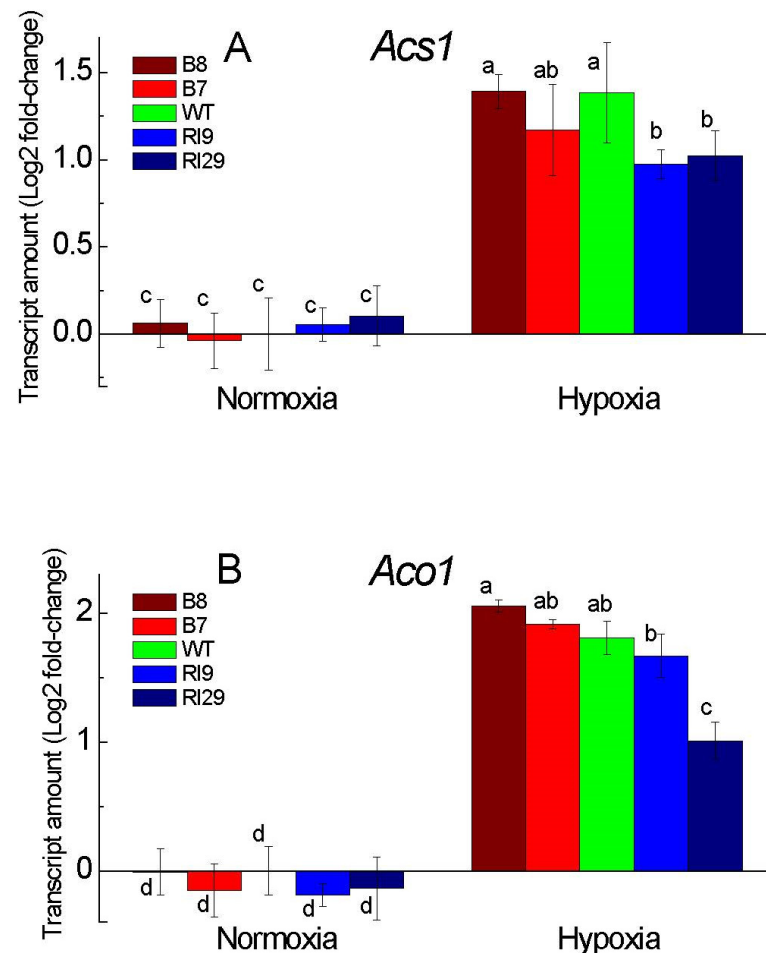 A
Acs1
Transcript amount (Log2 fold-change)
B8
B7
WT
RI9
RI29
1.5
1.0
0.5
0.0
c
c
c
c
c
a
ab
a
b
b
Normoxia
Hypoxia
B
Aco1
Transcript amount (Log2 fold-change)
B8
B7
WT
RI9
RI29
2
1
0
d
d
d
d
d
a
ab
ab
b
c
Normoxia
Hypoxia